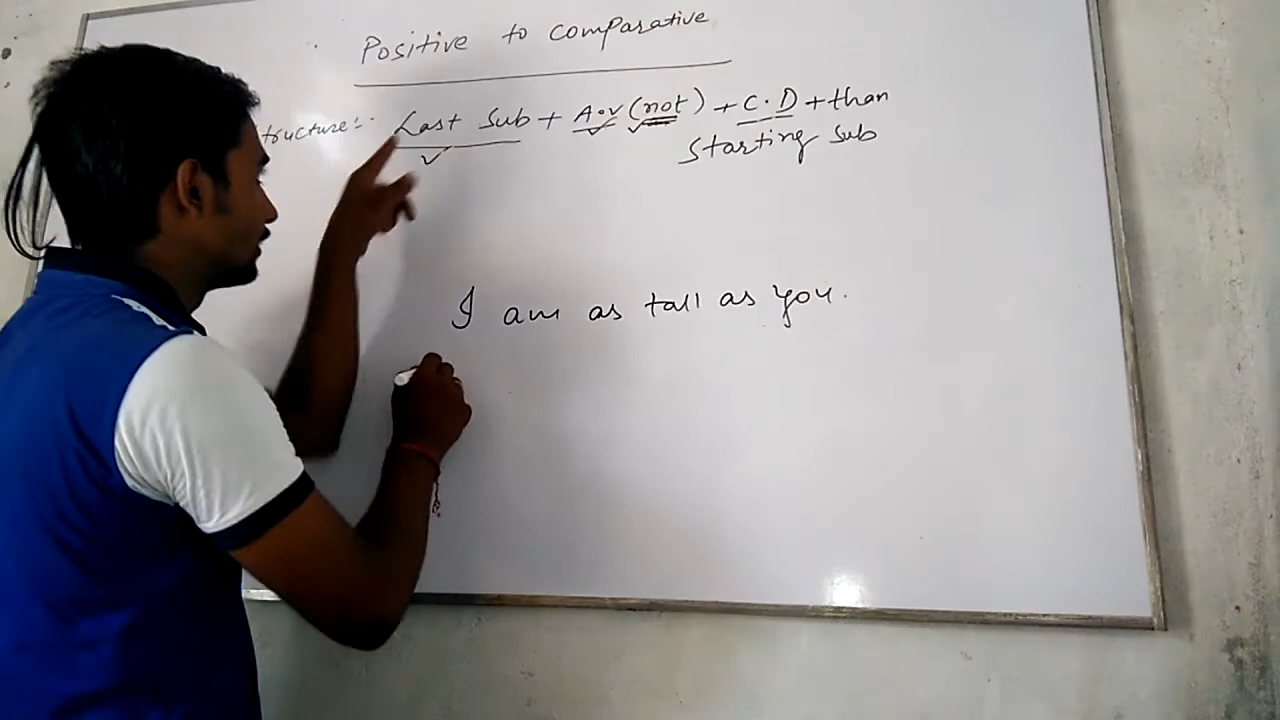 Positive to comparative
tructure:- Last Sub + A.V (not) + C.D + than
Starting Sub
I am as tall as you.